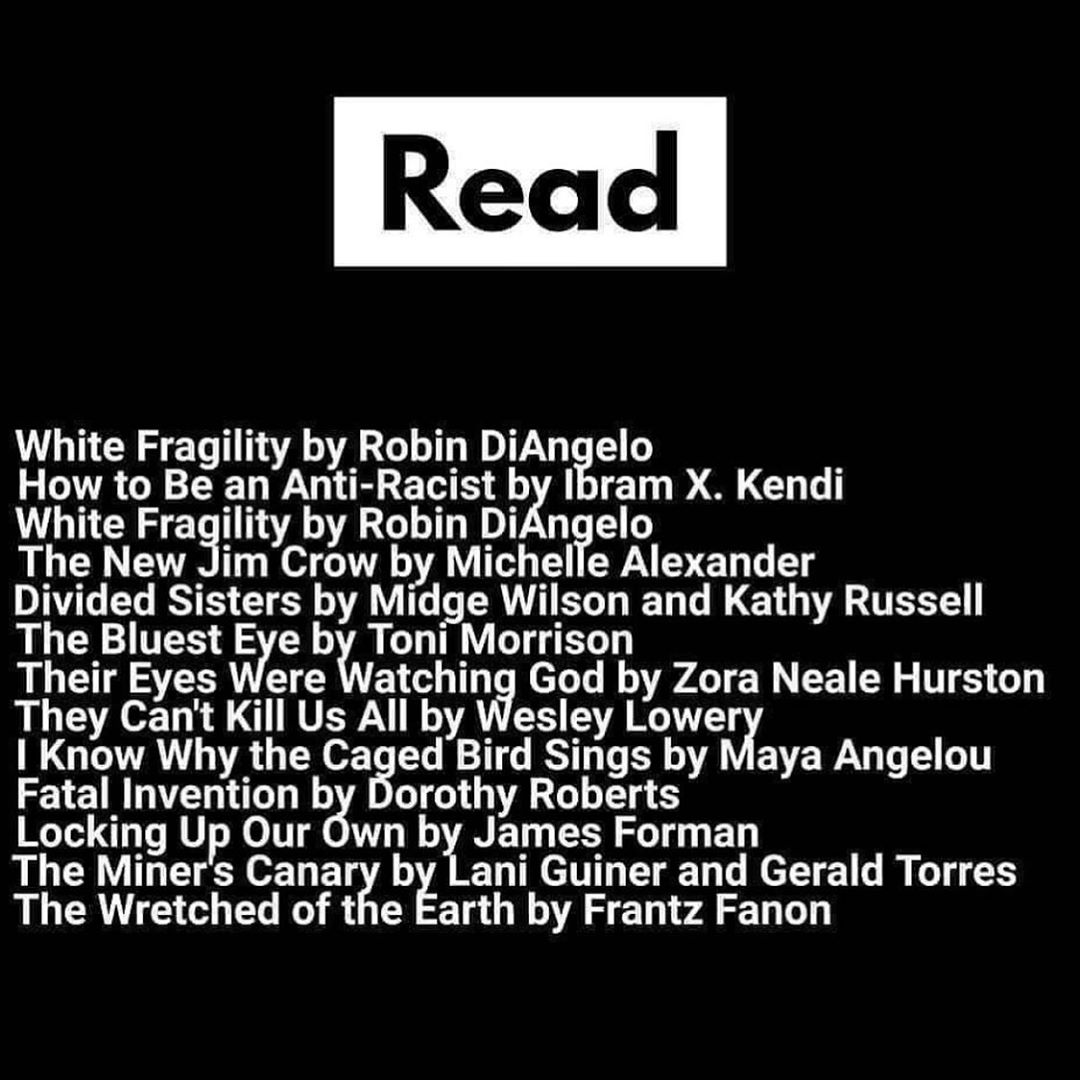 Read
White Fragility by Robin DiAngelo
How to Be an Anti-Racist by Ibram X. Kendi
White Fragility by Robin DiAngelo
The New Jim Crow by Michelle Alexander
Divided Sisters by Midge Wilson and Kathy Russell
The Bluest Eye by Toni Morrison
Their Eyes Were Watching God by Zora Neale Hurston
They Can't Kill Us All by Wesley Lowery
I Know Why the Caged Bird Sings by Maya Angelou
Fatal Invention by Dorothy Roberts
Locking Up Our Own by James Forman
The Miner's Canary by Lani Guiner and Gerald Torres
The Wretched of the Earth by Frantz Fanon